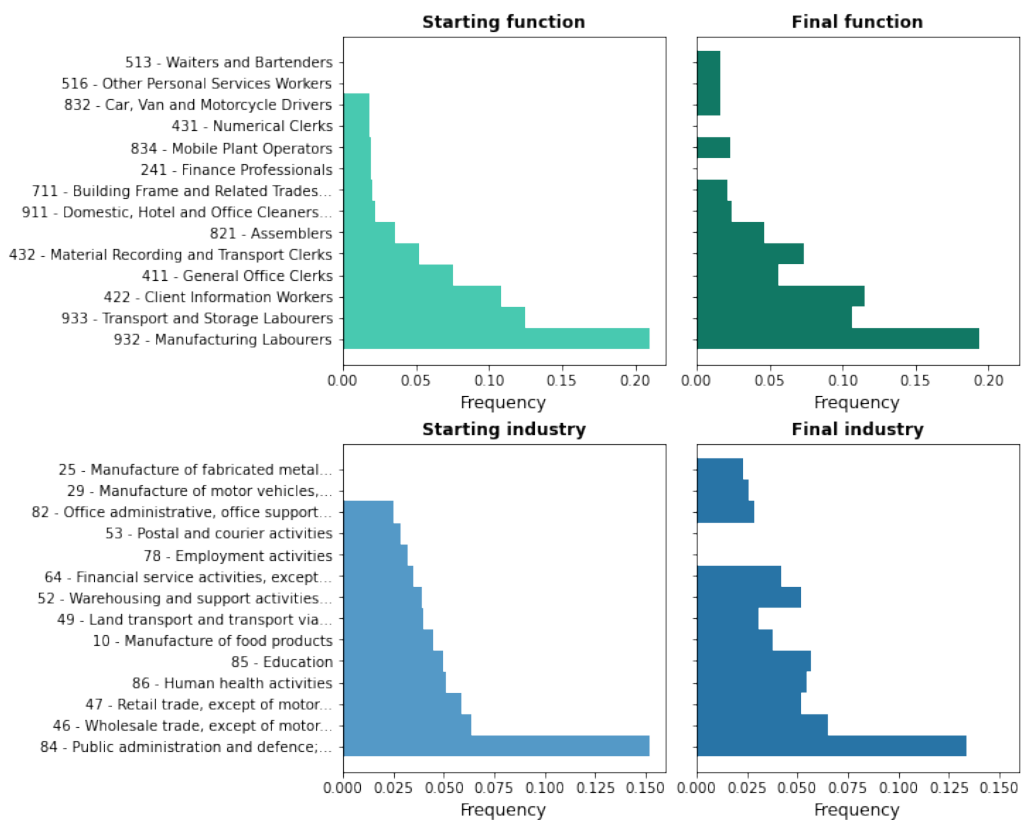 Starting function
Final function
513 - Waiters and Bartenders
516 - Other Personal Services Workers
832 - Car, Van and Motorcycle Drivers
431 - Numerical Clerks
834 - Mobile Plant Operators
241 - Finance Professionals
711 - Building Frame and Related Trades...
911 - Domestic, Hotel and Office Cleaners...
821 - Assemblers
432 - Material Recording and Transport Clerks
411 - General Office Clerks
422 - Client Information Workers
933 - Transport and Storage Labourers
932 - Manufacturing Labourers
0.00 0.05 0.10 0.15 0.20
0.00 0.05 0.10 0.15 0.20
Frequency
Frequency
Starting industry
Final industry
25 - Manufacture of fabricated metal...
29 - Manufacture of motor vehicles,...
82 - Office administrative, office support...
53 - Postal and courier activities
78 - Employment activities
64 - Financial service activities, except...
52 - Warehousing and support activities...
49 - Land transport and transport via...
10 - Manufacture of food products
85 - Education
86 - Human health activities
47 - Retail trade, except of motor...
46 - Wholesale trade, except of motor...
84 - Public administration and defence;...
0.000 0.025 0.050 0.075 0.100 0.125 0.150
0.000 0.025 0.050 0.075 0.100 0.125 0.150
Frequency
Frequency